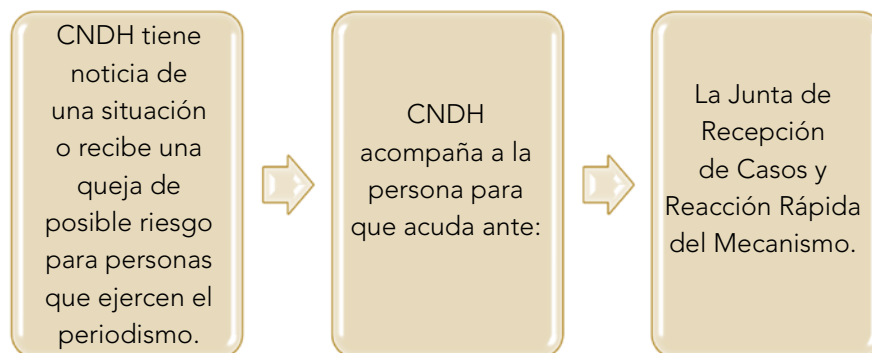 CNDH tiene
noticia de
una situación
o recibe una
queja de
posible riesgo
para personas
que ejercen el
periodismo.
CNDH
acompaña a la
persona para
que acuda ante:
La Junta de
Recepción
de Casos y
Reacción Rápida
del Mecanismo.